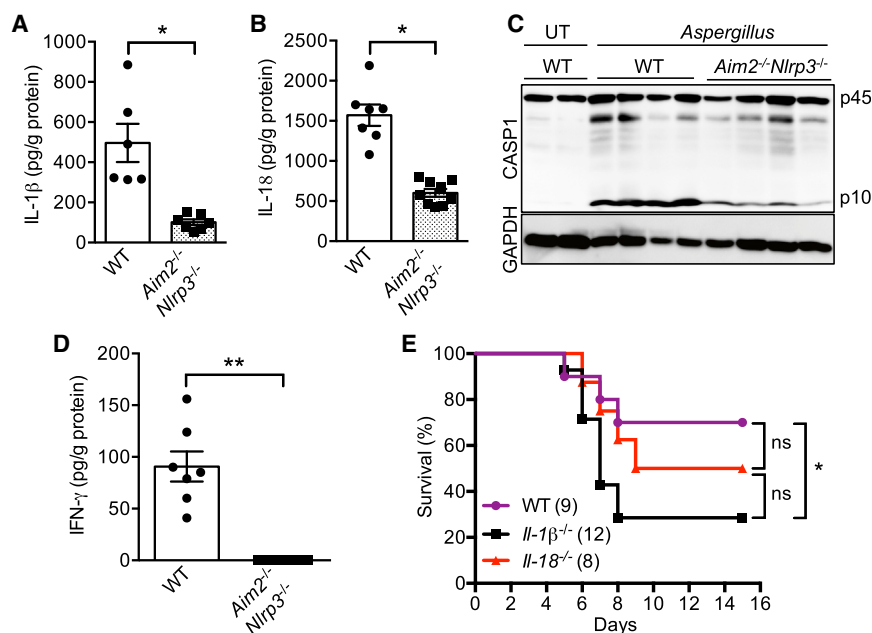 A
IL-1β (pg/g protein)
1000
800
600
400
200
0
*
WT
Aim2-/-
Nlrp3-/-
B
IL-18 (pg/g protein)
2500
2000
1500
1000
500
0
*
WT
Aim2-/-
Nlrp3-/-
C
UT
Aspergillus
WT
WT
Aim2-/-Nlrp3-/-
CASP1
p45
p10
GAPDH
D
IFN-γ (pg/g protein)
200
150
100
50
0
**
WT
Aim2-/-
Nlrp3-/-
E
Survival (%)
100
80
60
40
20
0
WT (9)
Il-1β-/- (12)
Il-18-/- (8)
ns
ns
*
0 2 4 6 8 10 12 14 16
Days